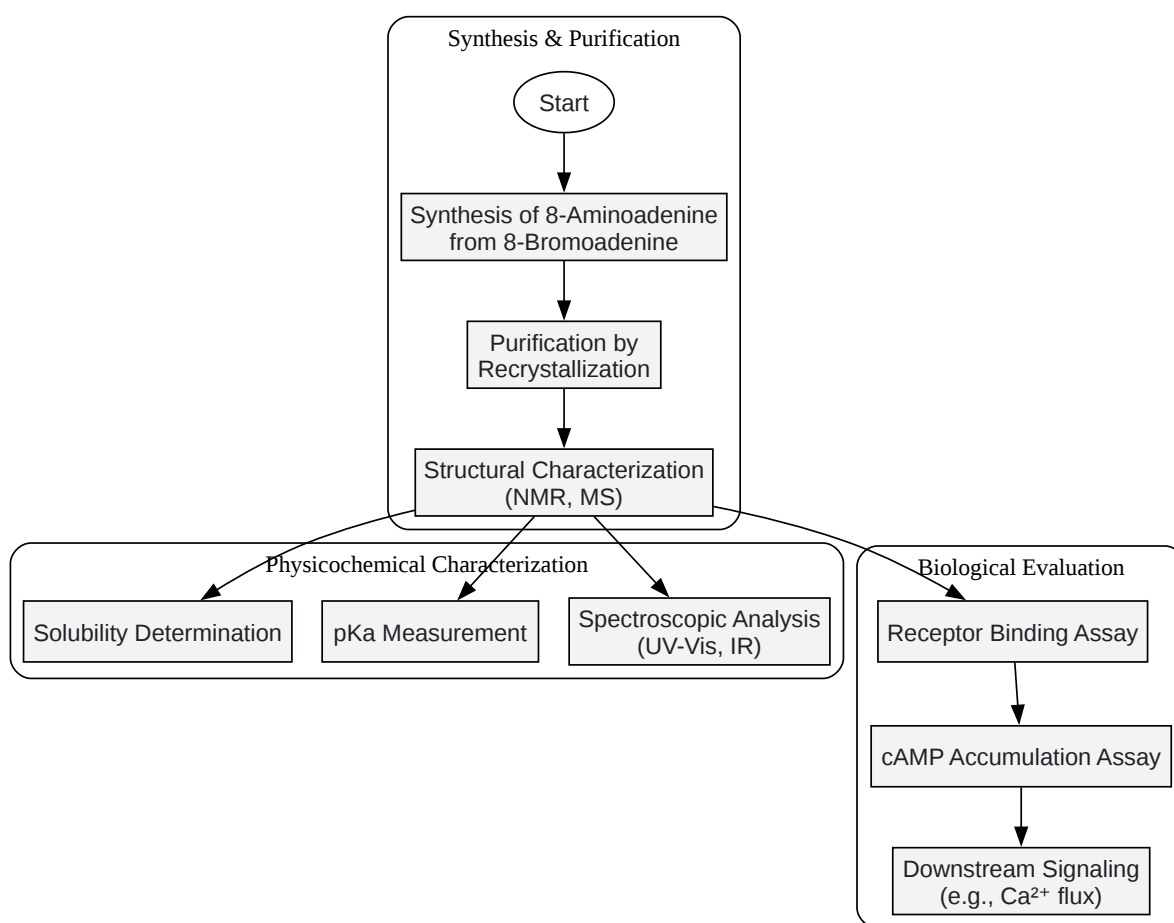 Synthesis & Purification
Start
Synthesis of 8-Aminoadenine
from 8-Bromoadenine
Purification by
Recrystallization
Structural Characterization
(NMR, MS)
Physicochemical Characterization
Solubility Determination
pKa Measurement
Spectroscopic Analysis
(UV-Vis, IR)
Biological Evaluation
Receptor Binding Assay
cAMP Accumulation Assay
Downstream Signaling
(e.g., Ca²⁺ flux)